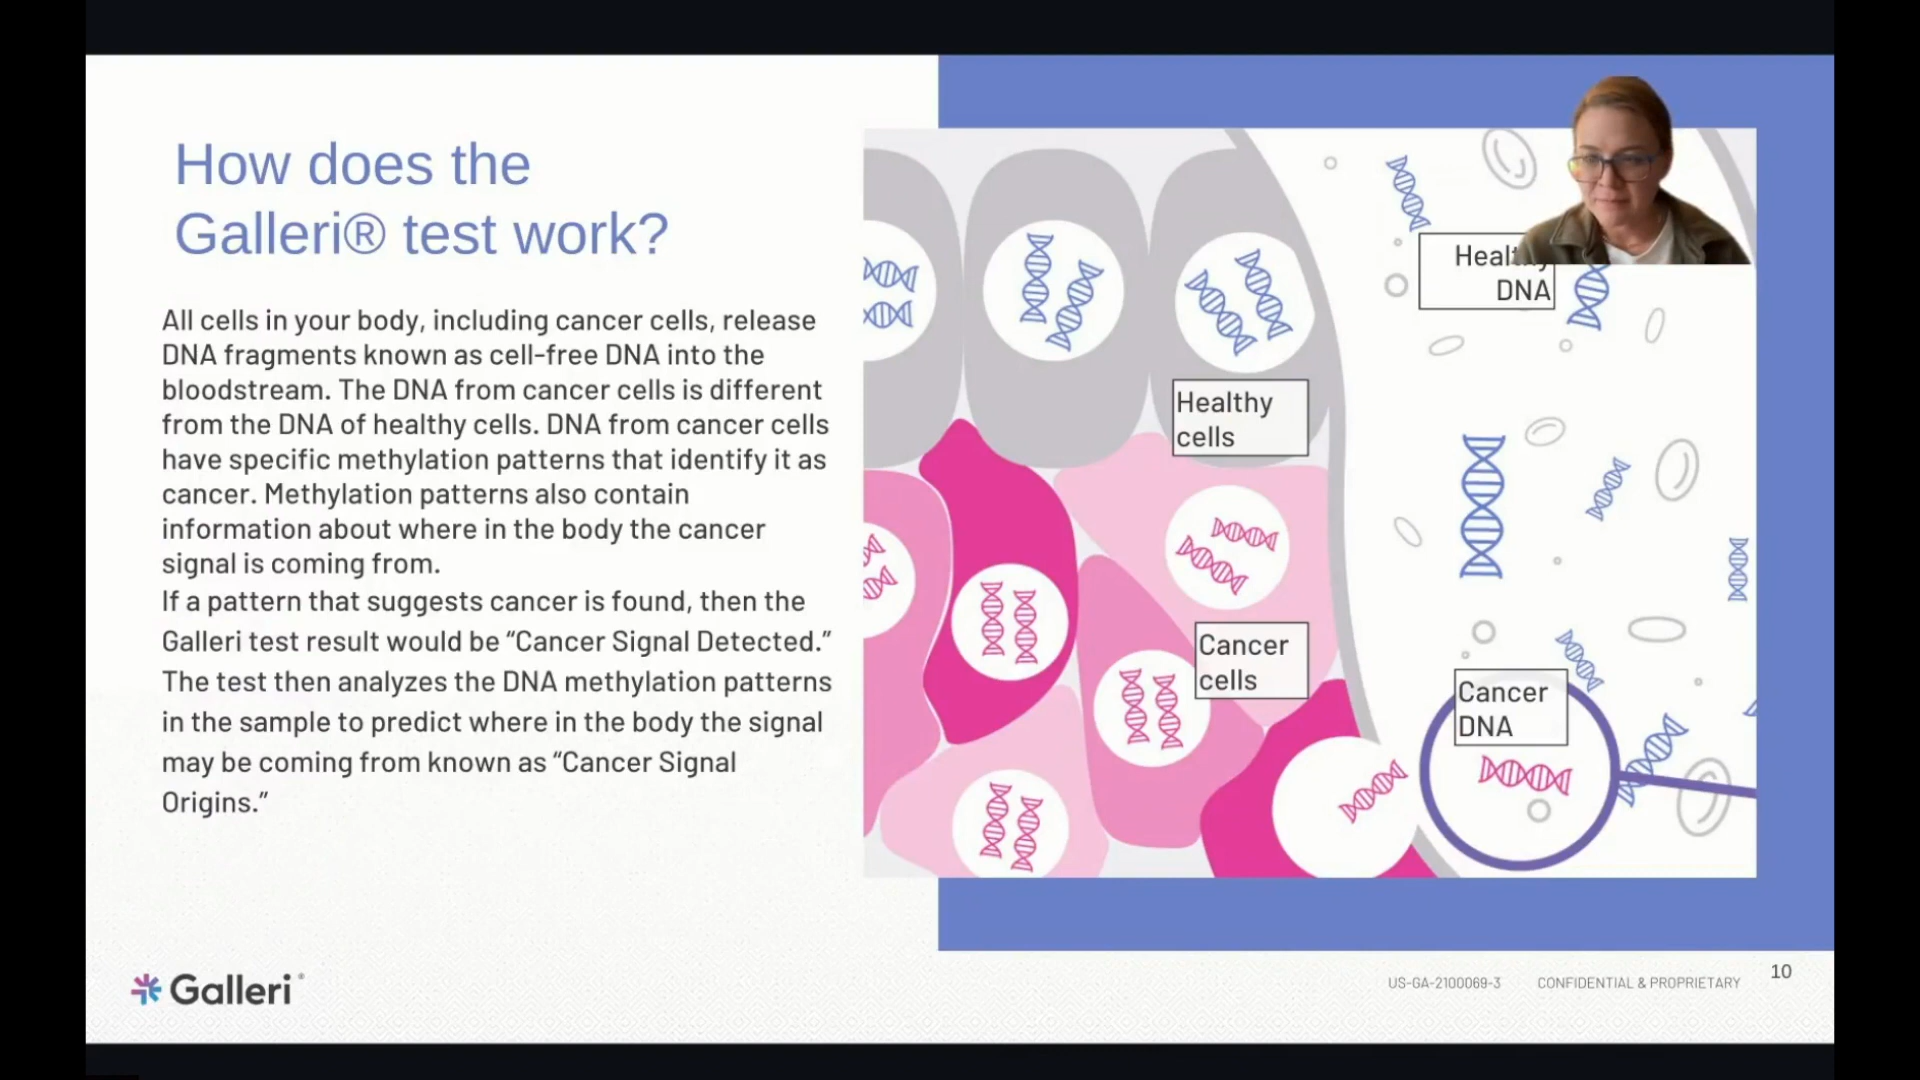 How does the
Galleri® test work?
All cells in your body, including cancer cells, release
DNA fragments known as cell-free DNA into the
bloodstream. The DNA from cancer cells is different
from the DNA of healthy cells. DNA from cancer cells
have specific methylation patterns that identify it as
cancer. Methylation patterns also contain
information about where in the body the cancer
signal is coming from.
If a pattern that suggests cancer is found, then the
Galleri test result would be “Cancer Signal Detected.”
The test then analyzes the DNA methylation patterns
in the sample to predict where in the body the signal
may be coming from known as “Cancer Signal
Origins.”
Healthy
DNA
Healthy
cells
Cancer
cells
Cancer
DNA
Galleri®
US-GA-2100069-3 CONFIDENTIAL & PROPRIETARY 10